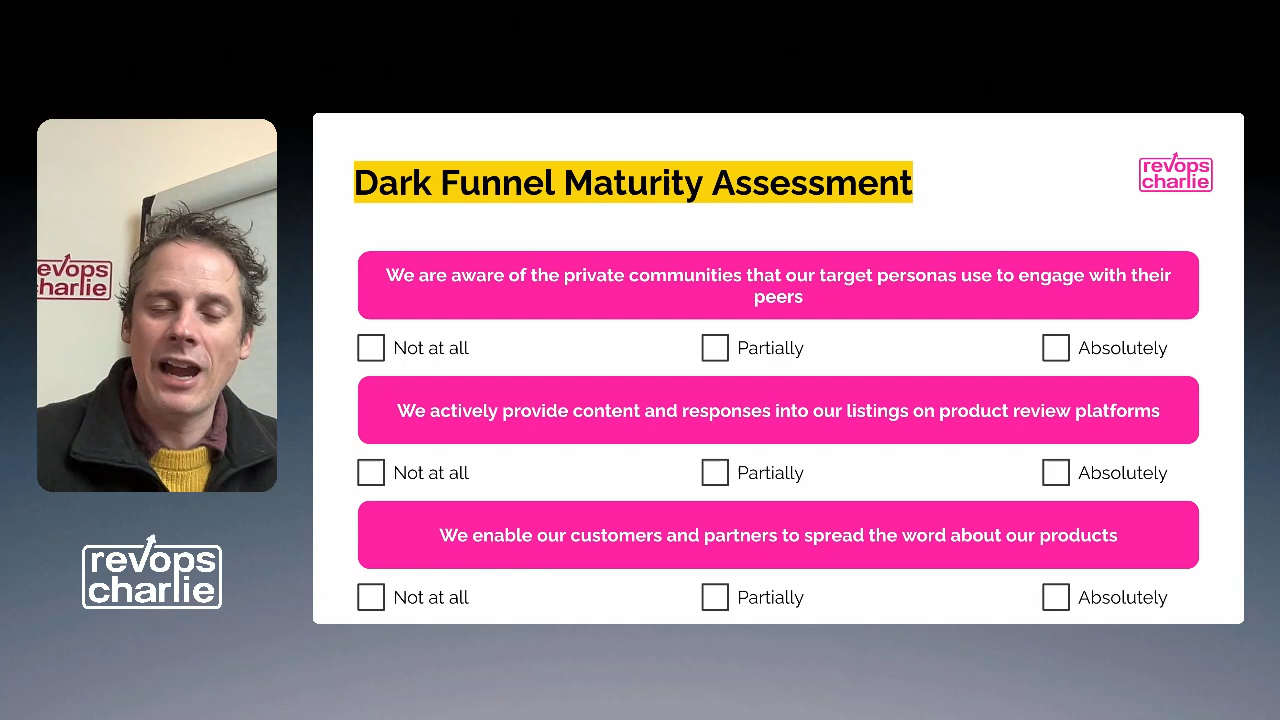 Dark Funnel Maturity Assessment
revops
charlie
We are aware of the private communities that our target personas use to engage with their
peers
Not at all
Partially
Absolutely
We actively provide content and responses into our listings on product review platforms
Not at all
Partially
Absolutely
We enable our customers and partners to spread the word about our products
Not at all
Partially
Absolutely
evops
charlie
revops
charlie